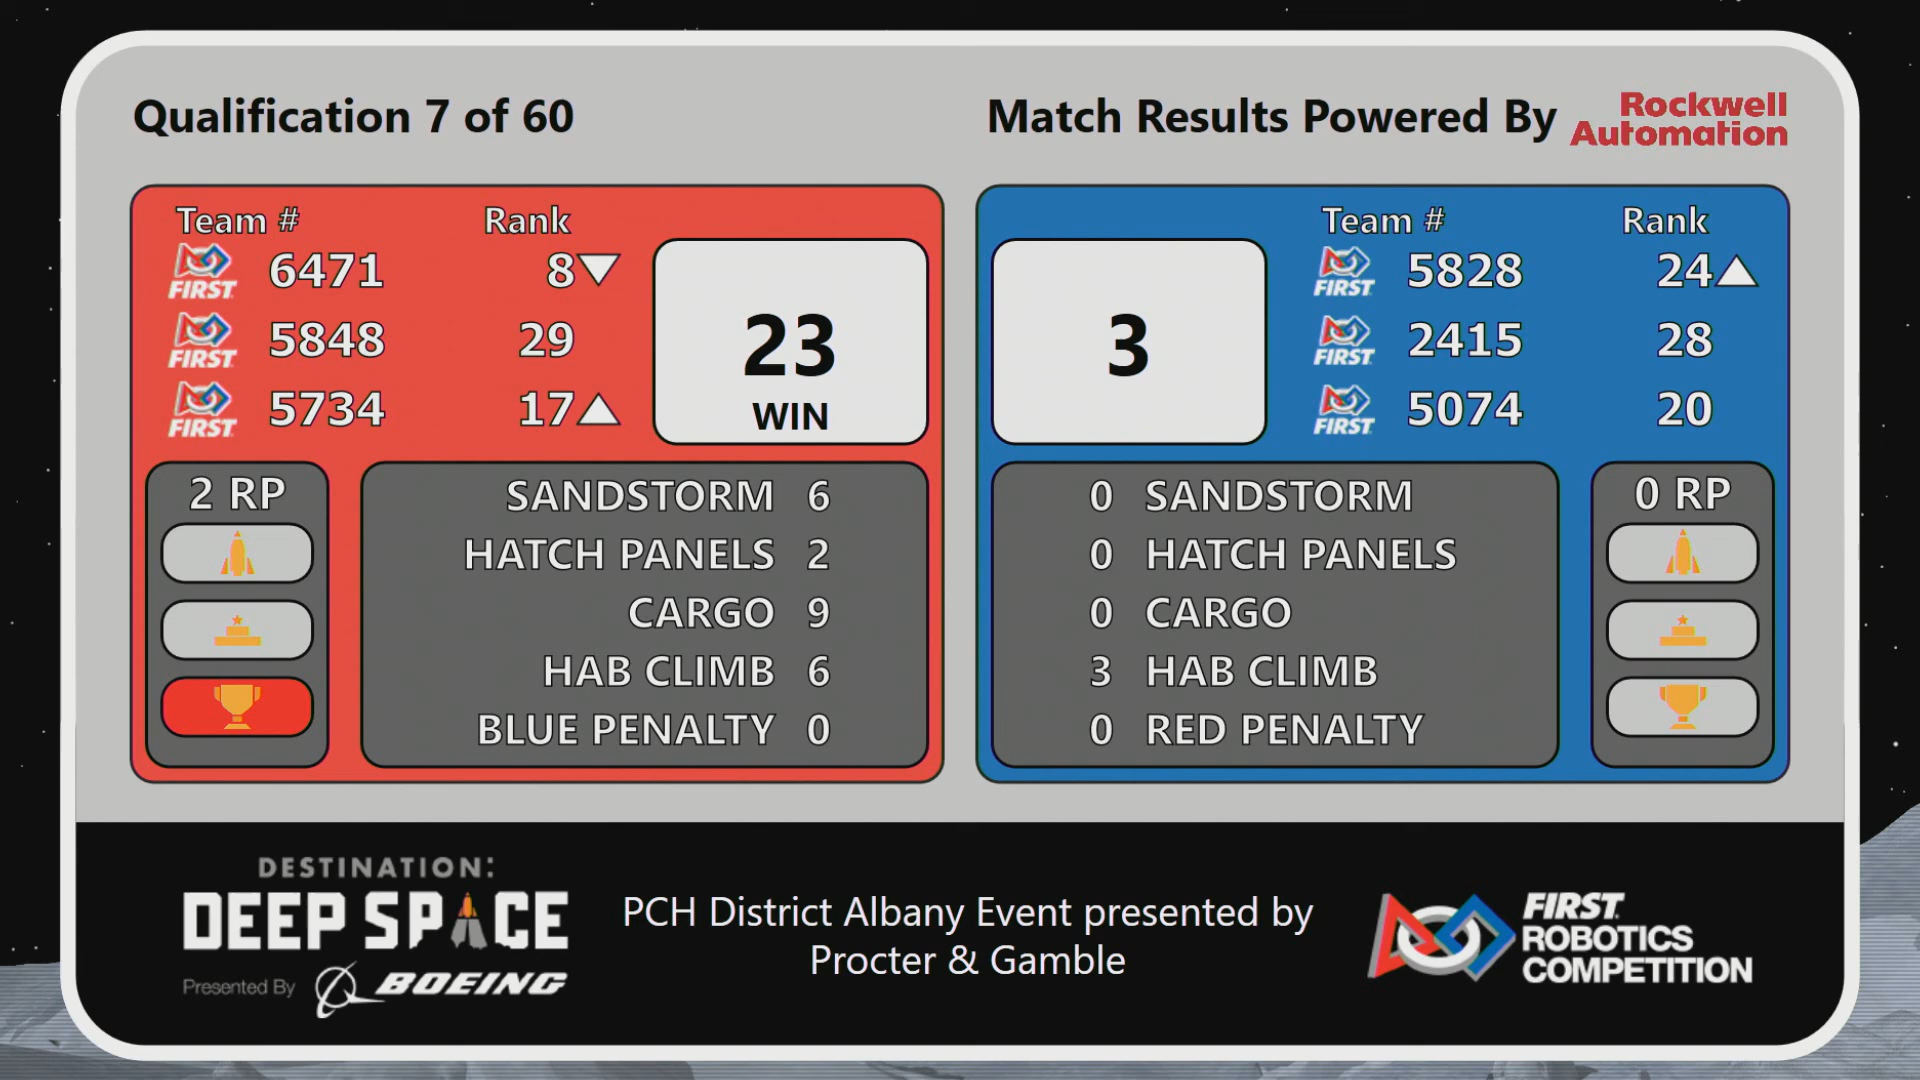 Qualification 7 of 60
Match Results Powered By Rockwell Automation
Team # Rank
FIRST 6471 8
FIRST 5848 29
FIRST 5734 17
23
WIN
2 RP
SANDSTORM 6
HATCH PANELS 2
CARGO 9
HAB CLIMB 6
BLUE PENALTY 0
Team # Rank
3
FIRST 5828 24
FIRST 2415 28
FIRST 5074 20
0 SANDSTORM
0 HATCH PANELS
0 CARGO
3 HAB CLIMB
0 RED PENALTY
0 RP
DESTINATION:
DEEP SPACE
Presented By BOEING
PCH District Albany Event presented by
Procter & Gamble
FIRST
ROBOTICS
COMPETITION